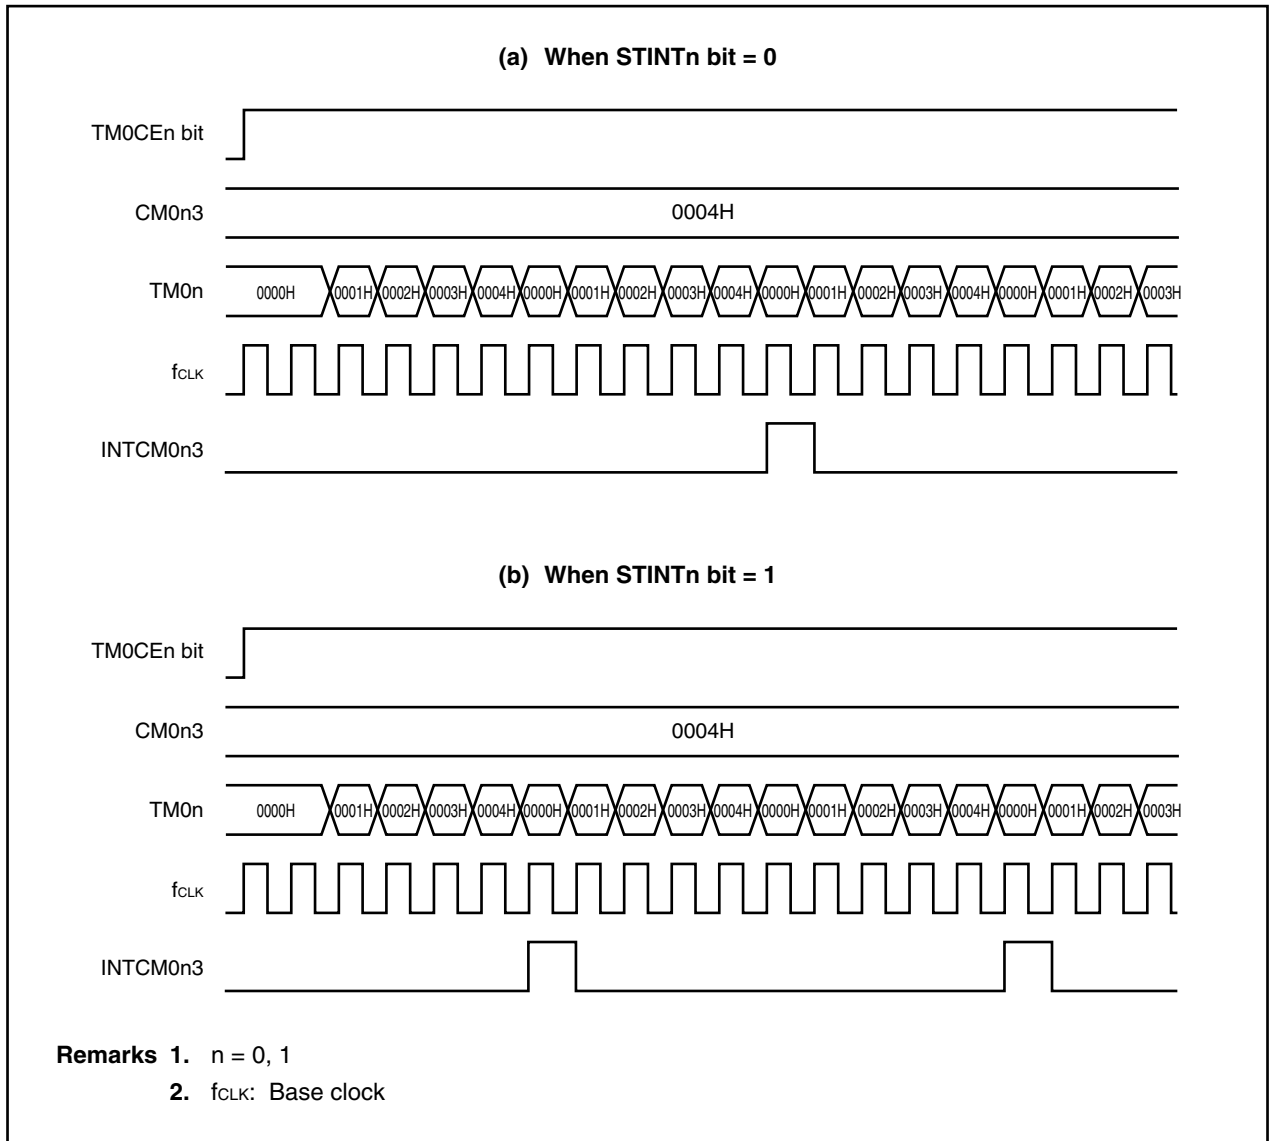 (a) When STINTn bit = 0
TM0CEn bit
CM0n3 0004H
TM0n 0000H 0001H 0002H 0003H 0004H 0000H 0001H 0002H 0003H 0004H 0000H 0001H 0002H 0003H 0004H 0000H 0001H 0002H 0003H
fCLK
INTCM0n3
(b) When STINTn bit = 1
TM0CEn bit
CM0n3 0004H
TM0n 0000H 0001H 0002H 0003H 0004H 0000H 0001H 0002H 0003H 0004H 0000H 0001H 0002H 0003H 0004H 0000H 0001H 0002H 0003H
fCLK
INTCM0n3
Remarks 1. n = 0, 1
2. fCLK: Base clock